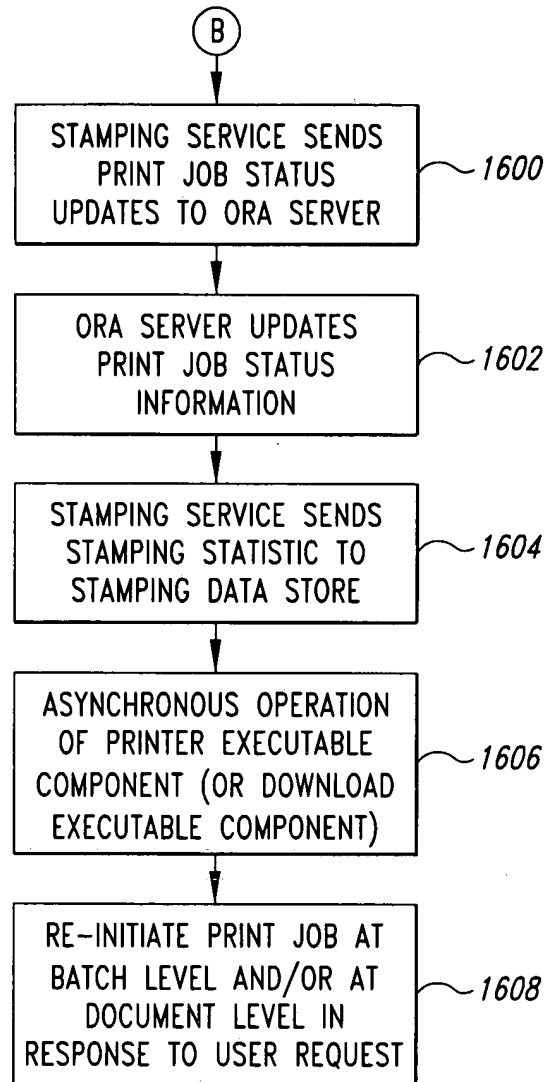 B
STAMPING SERVICE SENDS
PRINT JOB STATUS
UPDATES TO ORA SERVER
1600
ORA SERVER UPDATES
PRINT JOB STATUS
INFORMATION
1602
STAMPING SERVICE SENDS
STAMPING STATISTIC TO
STAMPING DATA STORE
1604
ASYNCHRONOUS OPERATION
OF PRINTER EXECUTABLE
COMPONENT (OR DOWNLOAD
EXECUTABLE COMPONENT)
1606
RE-INITIATE PRINT JOB AT
BATCH LEVEL AND/OR AT
DOCUMENT LEVEL IN
RESPONSE TO USER REQUEST
1608